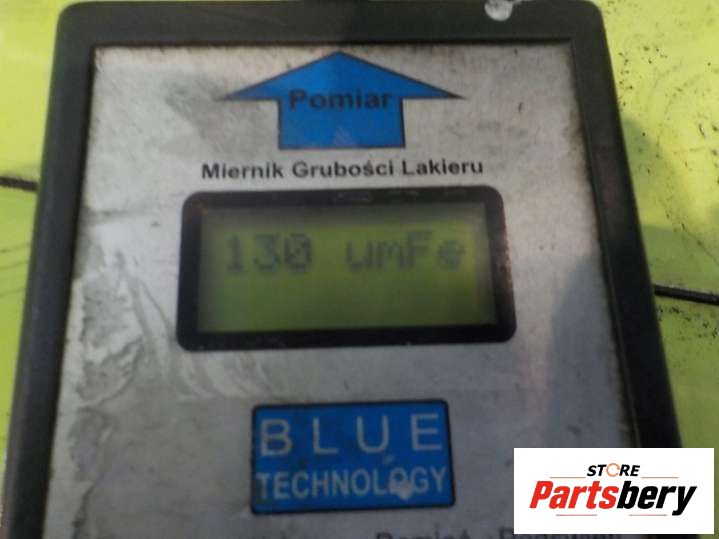 Pomiar
Miernik Grubości Lakieru
130 umFe
BLUE
TECHNOLOGY
STORE
Partsbery